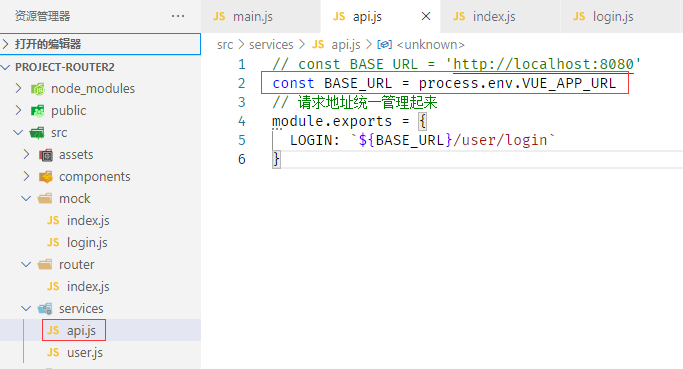 资源管理器
打开的编辑器
PROJECT-ROUTER2
node_modules
public
src
assets
components
mock
JS index.js
JS login.js
router
JS index.js
services
JS api.js
JS user.js
JS main.js
JS api.js
JS index.js
JS login.js
src > services > JS api.js > <unknown>
1 // const BASE_URL = 'http://localhost:8080'
2 const BASE_URL = process.env.VUE_APP_URL
3 // 请求地址统一管理起来
4 module.exports = {
5 LOGIN: `${BASE_URL}/user/login`
6 }